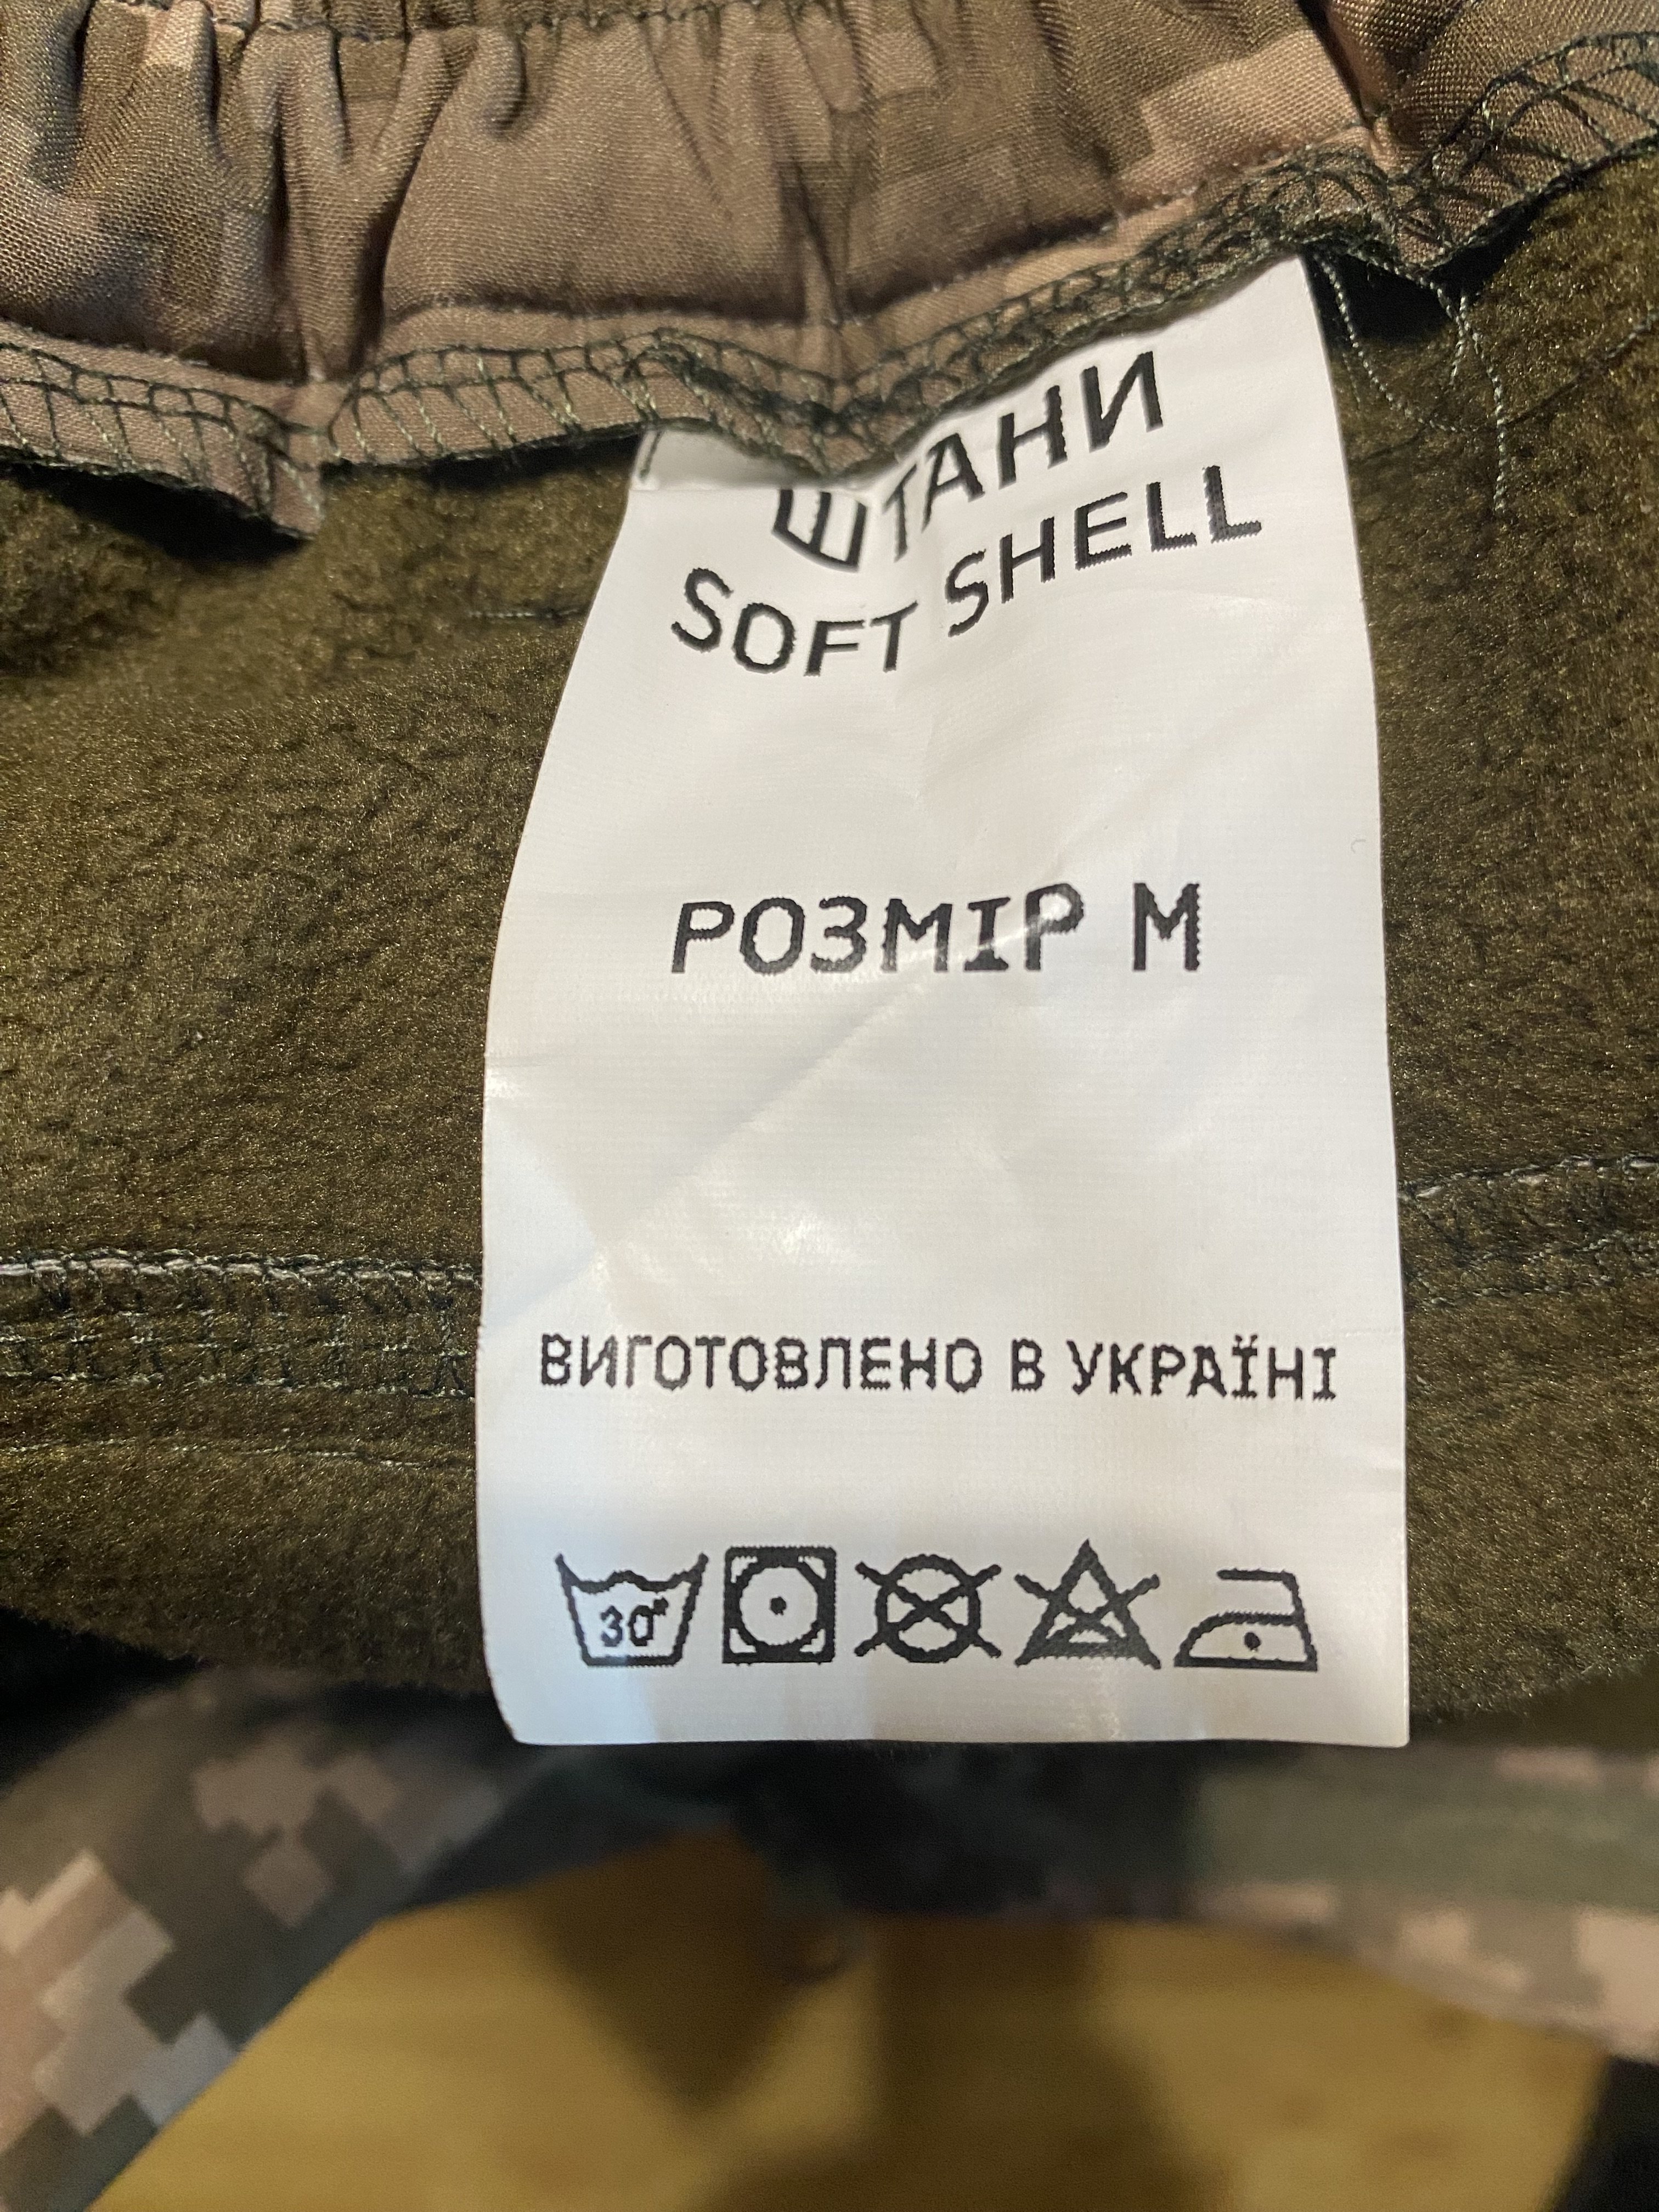 ШТАНИ
SOFT SHELL
РОЗМІР М
ВИГОТОВЛЕНО В УКРАЇНІ
30°